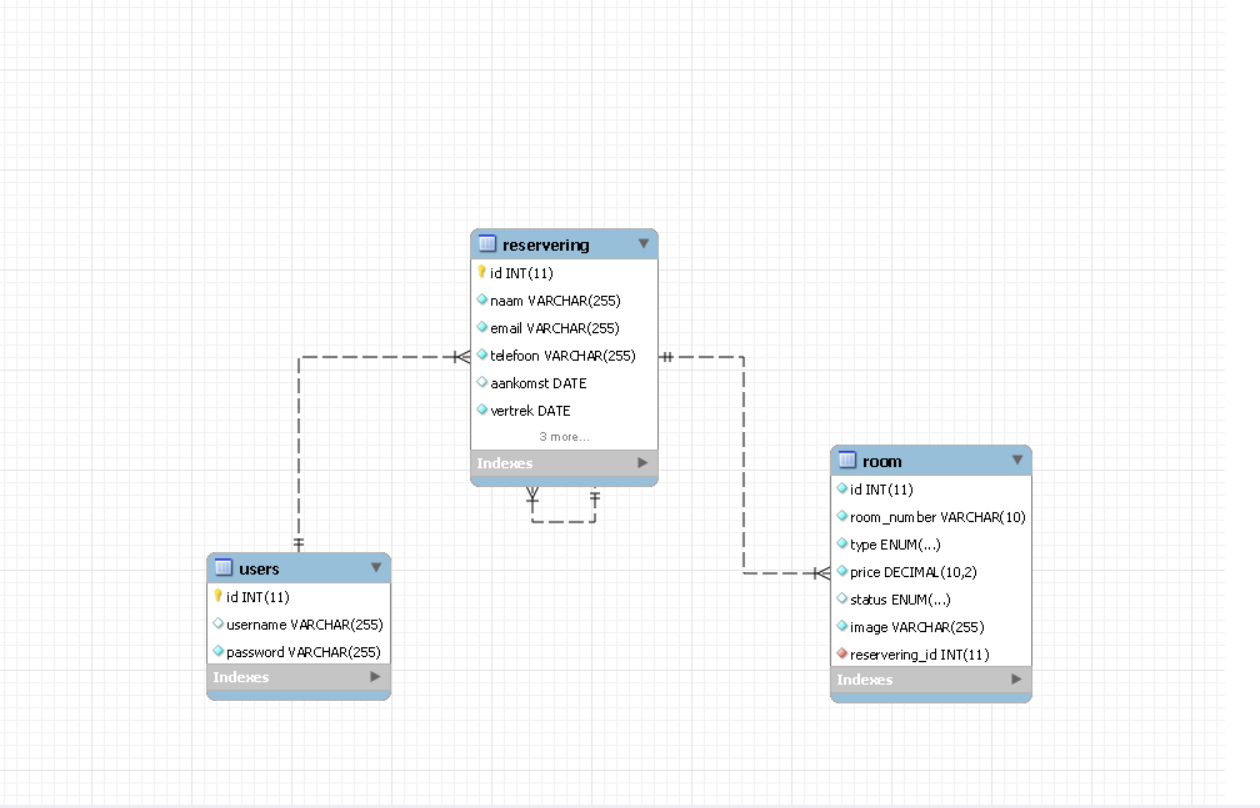 reservering
id INT(11)
naam VARCHAR(255)
email VARCHAR(255)
telefoon VARCHAR(255)
aankomst DATE
vertrek DATE
3 more...
Indexes
users
id INT(11)
username VARCHAR(255)
password VARCHAR(255)
Indexes
room
id INT(11)
room_number VARCHAR(10)
type ENUM(...)
price DECIMAL(10,2)
status ENUM(...)
image VARCHAR(255)
reservering_id INT(11)
Indexes